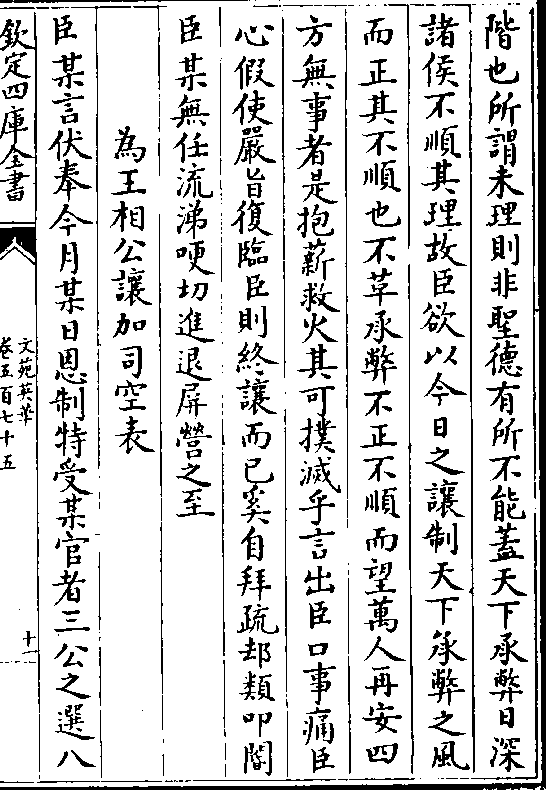 階也所謂未理則非聖德有所不能蓋天下承弊日深
諸侯不順其理故臣欲以今日之讓制天下承弊之風
而正其不順也不革承弊不正不順而望萬人再安四
方無事者是抱薪救火其可撲滅乎言出臣口事痛臣
心假使嚴旨復臨臣則終讓而已奚自拜疏却類叩閽
臣某無任流涕哽切進退屏營之至
為王相公讓加司空表
臣某言伏奉今月某日恩制特受某官者三公之選八
欽定四庫全書
文苑英華
卷五百七十五
十一